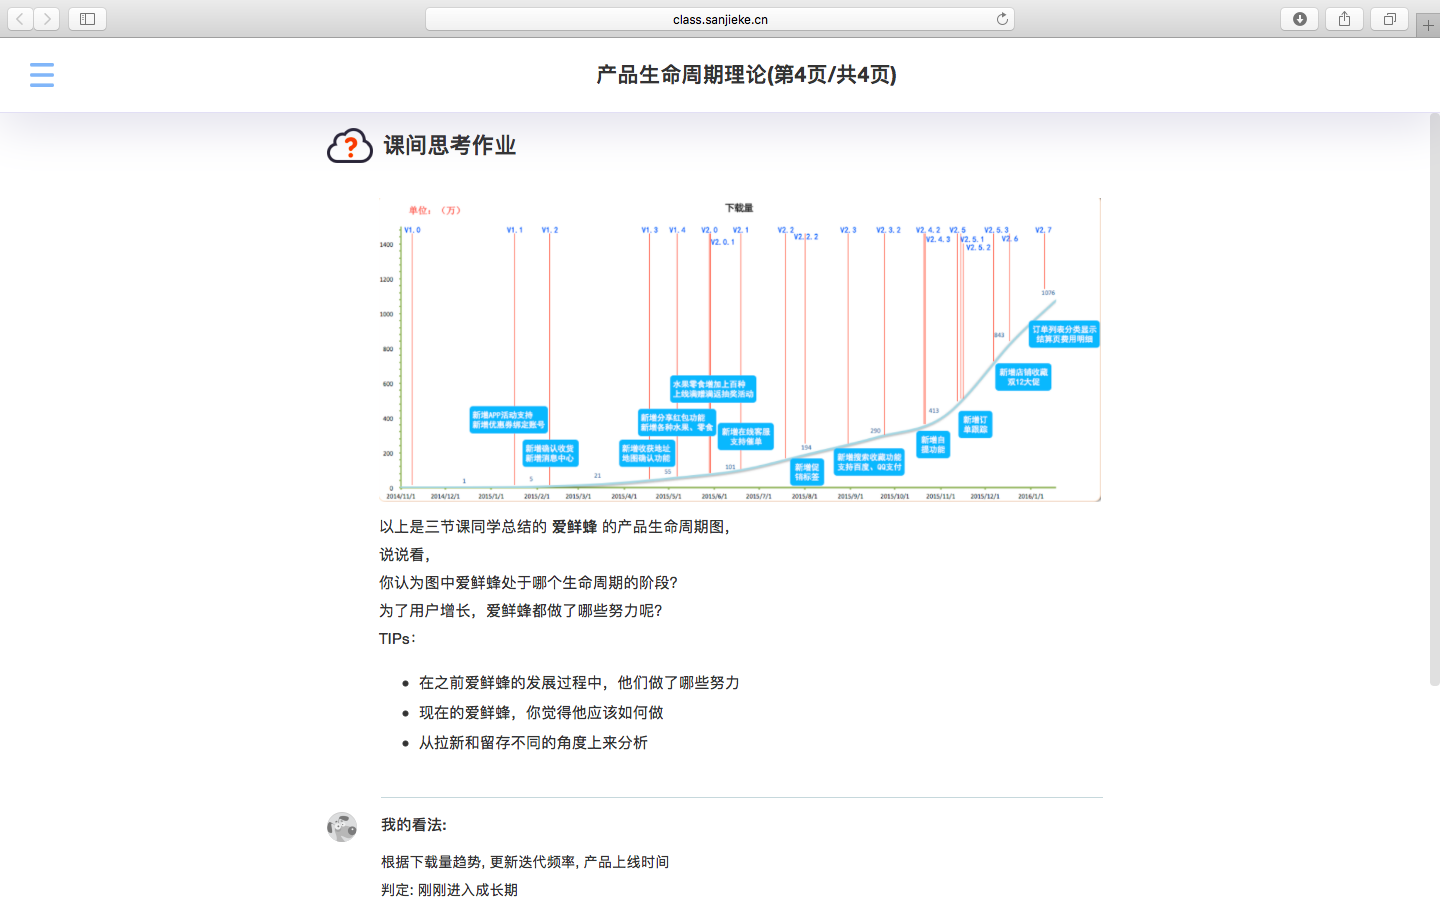 class.sanjieke.cn
产品生命周期理论(第4页/共4页)
课间思考作业
下载量
单位：（万）
V1.0
V1.1
V1.2
V1.3
V1.4
V2.0
V2.0.1
V2.1
V2.2
V2.2.2
V2.3
V2.3.2
V2.4.2
V2.4.3
V2.5
V2.5.1
V2.5.2
V2.5.3
V2.6
V2.7
1400
1200
1000
800
600
400
200
0
1
5
21
55
101
194
290
413
843
1076
新增APP活动支持
新增优惠券绑定账号
新增确认收货
新增消息中心
新增收获地址
地图确认功能
新增分享红包功能
新增各种水果、零食
水果零食增加上百种
上线满赠满返抽奖活动
新增在线客服
支持催单
新增促
销标签
新增搜索收藏功能
支持百度、QQ支付
新增自
提功能
新增订
单跟踪
新增店铺收藏
双12大促
订单列表分类显示
结算页费用明细
2014/11/1
2014/12/1
2015/1/1
2015/2/1
2015/3/1
2015/4/1
2015/5/1
2015/6/1
2015/7/1
2015/8/1
2015/9/1
2015/10/1
2015/11/1
2015/12/1
2016/1/1
以上是三节课同学总结的 爱鲜蜂 的产品生命周期图，
说说看，
你认为图中爱鲜蜂处于哪个生命周期的阶段？
为了用户增长，爱鲜蜂都做了哪些努力呢？
TIPs：
在之前爱鲜蜂的发展过程中，他们做了哪些努力
现在的爱鲜蜂，你觉得他应该如何做
从拉新和留存不同的角度上来分析
我的看法:
根据下载量趋势, 更新迭代频率, 产品上线时间
判定: 刚刚进入成长期